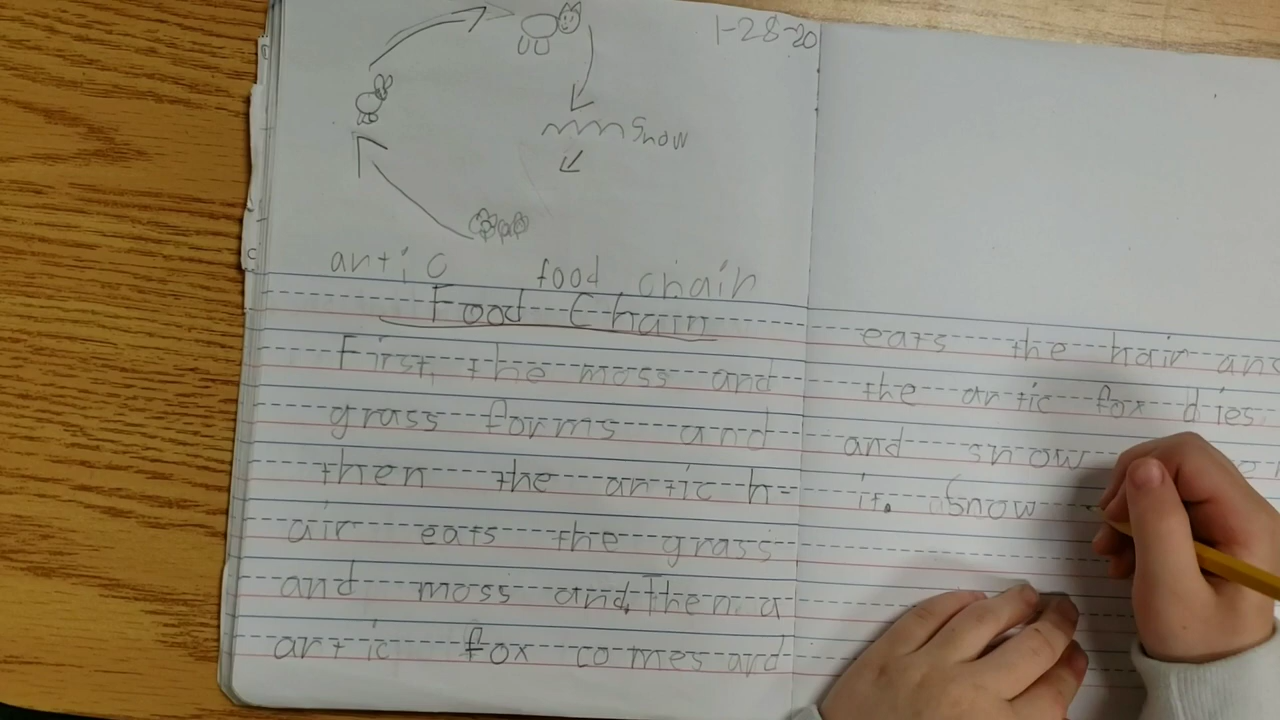 1-28-20
snow
artic food chain
Food Chain
First, the moss and
grass forms and
then the artic h-
air eats the grass
and moss and then a
artic fox comes and
eats the hair and
the artic fox dies
and snow
it. Snow